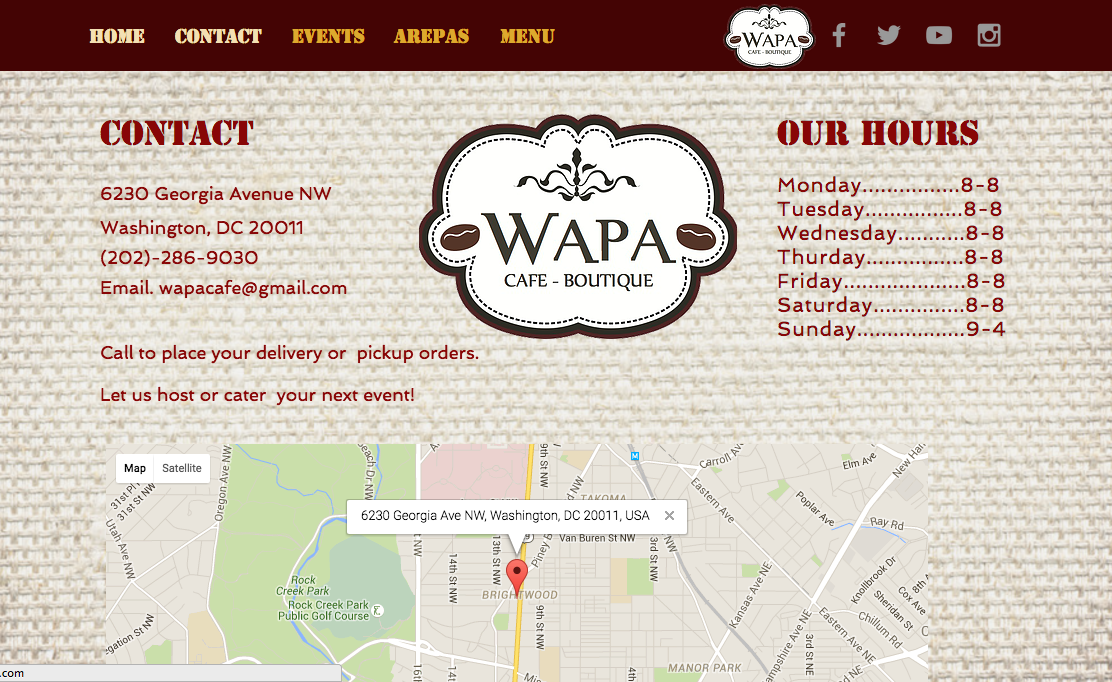 HOME CONTACT EVENTS AREPAS MENU
WAPA
CAFE - BOUTIQUE
CONTACT
6230 Georgia Avenue NW
Washington, DC 20011
(202)-286-9030
Email. wapacafe@gmail.com
Call to place your delivery or pickup orders.
Let us host or cater your next event!
WAPA
CAFE - BOUTIQUE
OUR HOURS
Monday................8-8
Tuesday................8-8
Wednesday...........8-8
Thurday................8-8
Friday....................8-8
Saturday...............8-8
Sunday..................9-4
Map Satellite
6230 Georgia Ave NW, Washington, DC 20011, USA
31st Pl
31st St NW
Utah Ave NW
Oregon Ave NW
Beach Dr NW
9th St NW
M
TAKOMA
Carroll Ave
Elm Ave
New Ham
Eastern Ave
Poplar Ave
Ray Rd
Van Buren St NW
Piney B
13th St NW
14th St NW
3rd St NW
BRIGHTWOOD
Rock
Creek Park
Rock Creek Park
Public Golf Course
9th St NW
Kansas Ave NE
Knollbrook Dr
Sheridan St
Cox Ave
8th
Chillum Rd
Eastern Ave NE
mpshire Ave NE
3rd St NE
MANOR PARK
gation St NW
16th
14th St
4th
Mis
.com